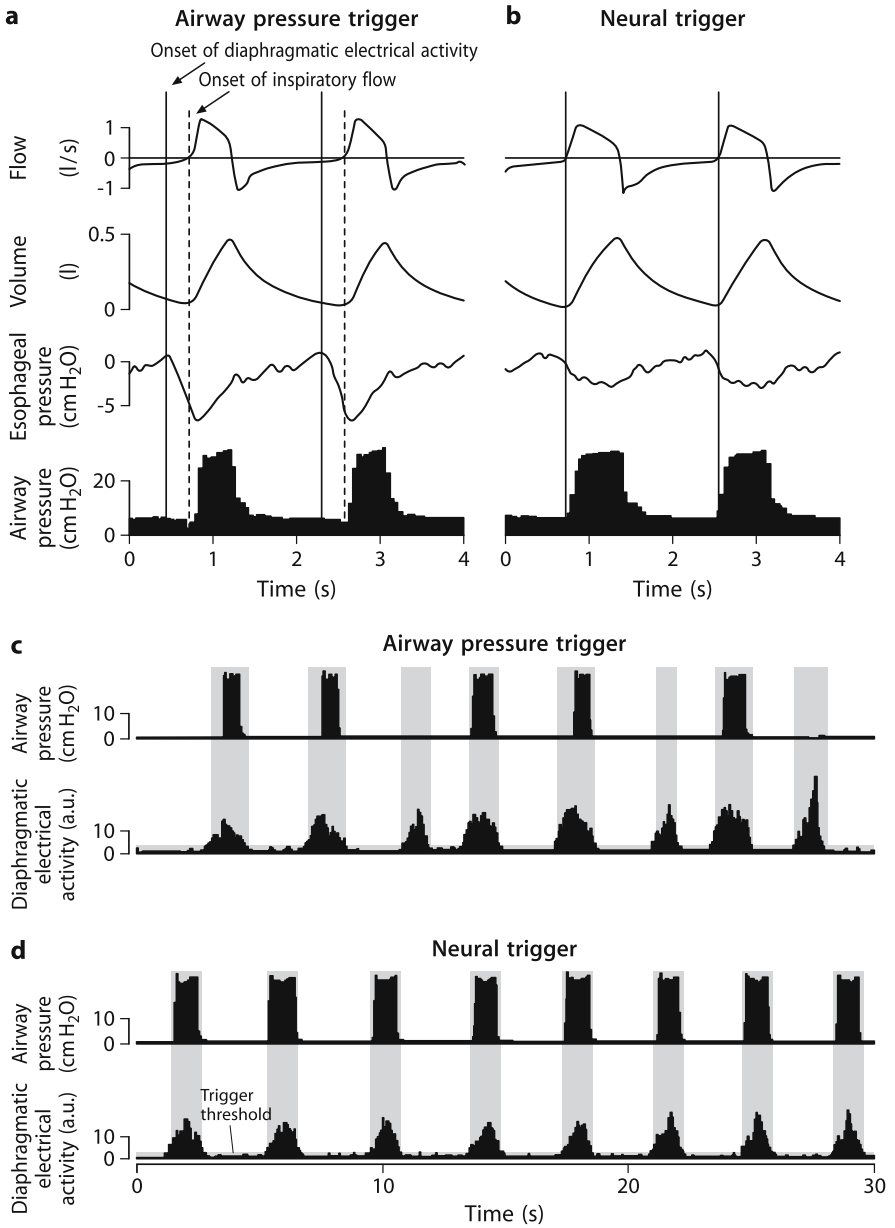 a
Airway pressure trigger
Onset of diaphragmatic electrical activity
Onset of inspiratory flow
Flow
(l/s)
1
0
-1
Volume
(l)
0.5
0
Esophageal
pressure
(cm H2O)
0
-5
Airway
pressure
(cm H2O)
20
0
0 1 2 3 4
Time (s)
b
Neural trigger
0 1 2 3 4
Time (s)
c
Airway pressure trigger
Airway
pressure
(cm H2O)
10
0
Diaphragmatic
electrical
activity (a.u.)
10
0
d
Neural trigger
Airway
pressure
(cm H2O)
10
0
Trigger
threshold
Diaphragmatic
electrical
activity (a.u.)
10
0
0 10 20 30
Time (s)